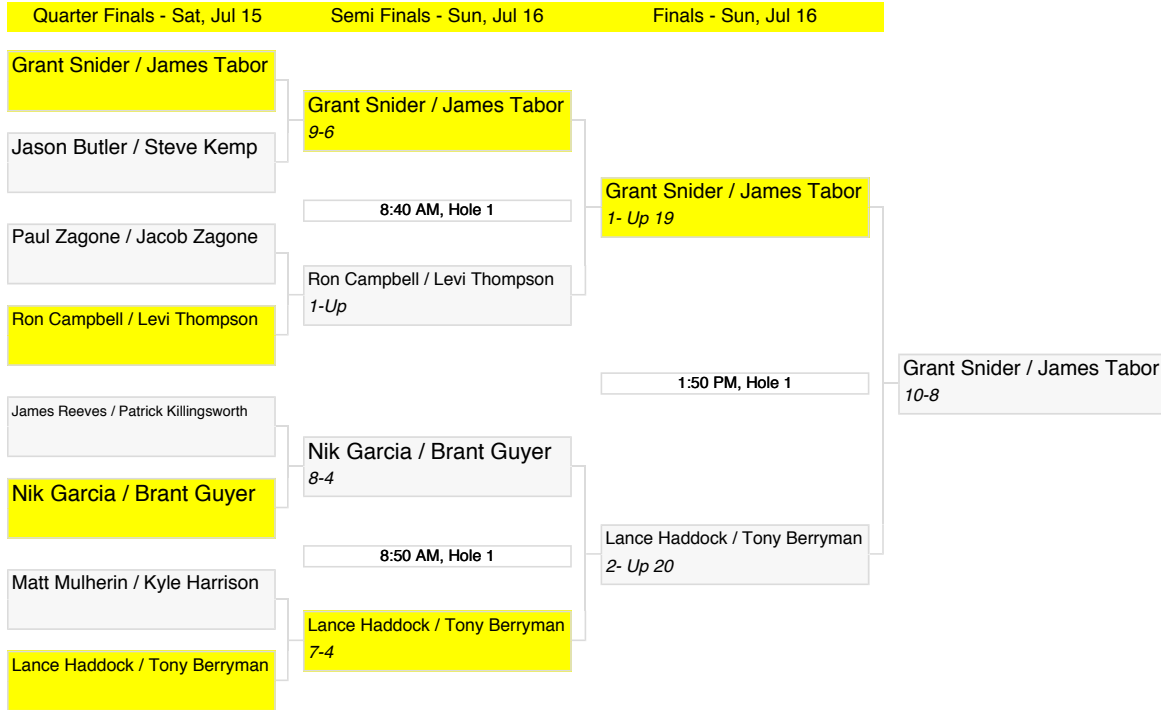 Quarter Finals - Sat, Jul 15
Semi Finals - Sun, Jul 16
Finals - Sun, Jul 16
Grant Snider / James Tabor
Jason Butler / Steve Kemp
Paul Zagone / Jacob Zagone
Ron Campbell / Levi Thompson
James Reeves / Patrick Killingsworth
Nik Garcia / Brant Guyer
Matt Mulherin / Kyle Harrison
Lance Haddock / Tony Berryman
Grant Snider / James Tabor
9-6
8:40 AM, Hole 1
Ron Campbell / Levi Thompson
1-Up
Nik Garcia / Brant Guyer
8-4
8:50 AM, Hole 1
Lance Haddock / Tony Berryman
7-4
Grant Snider / James Tabor
1- Up 19
1:50 PM, Hole 1
Lance Haddock / Tony Berryman
2- Up 20
Grant Snider / James Tabor
10-8